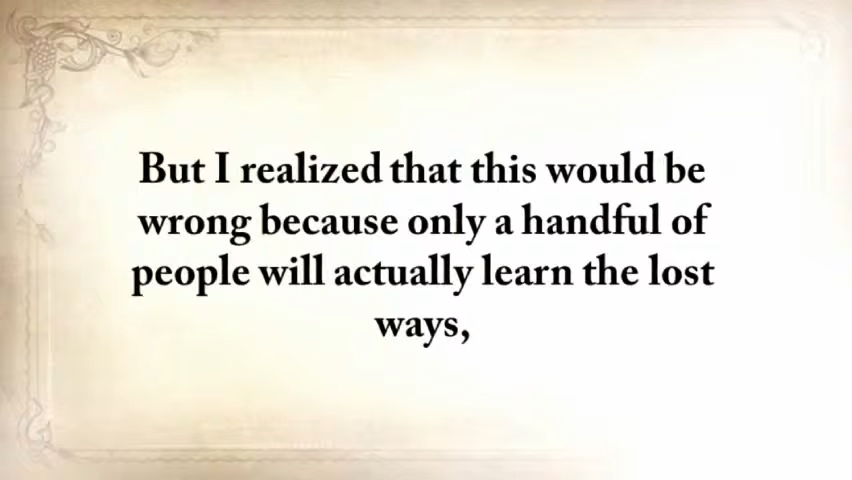 But I realized that this would be
wrong because only a handful of
people will actually learn the lost
ways,